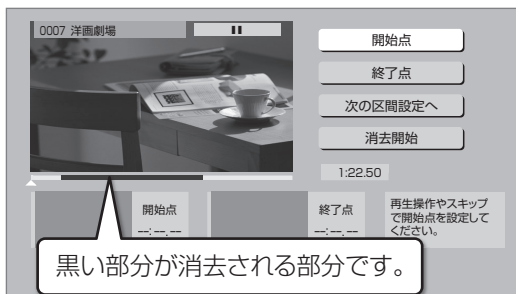 0007 洋画劇場
開始点
終了点
次の区間設定へ
消去開始
1:22.50
開始点
--:--.--
終了点
--:--.--
再生操作やスキップ
で開始点を設定して
ください。
黒い部分が消去される部分です。